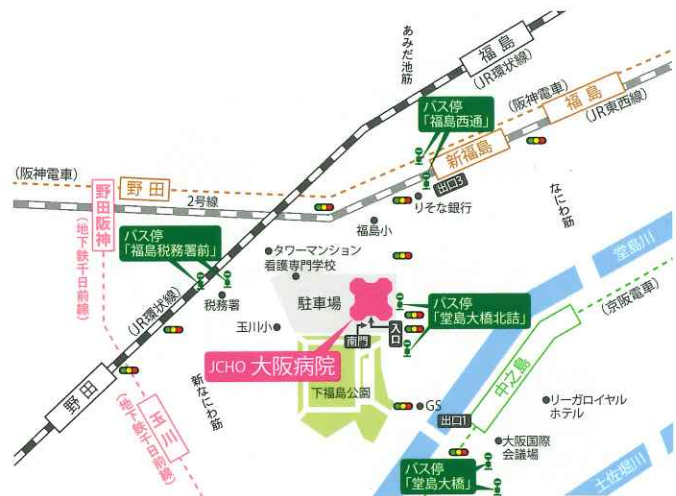 あみだ池筋
福島
(JR環状線)
バス停
「福島西通」
(阪神電車)
福島
(JR東西線)
新福島
出口3
りそな銀行
なにわ筋
(阪神電車)
野田
2号線
野田阪神
(地下鉄千日前線)
バス停
「福島税務署前」
福島小
タワーマンション
看護専門学校
税務署
(JR環状線)
玉川小
駐車場
バス停
「堂島大橋北詰」
南門
入口
JCHO 大阪病院
下福島公園
堂島川
(京阪電車)
中之島
新なにわ筋
野田
玉川
(地下鉄千日前線)
GS
出口1
リーガロイヤル
ホテル
大阪国際
会議場
バス停
「堂島大橋」
土佐堀川